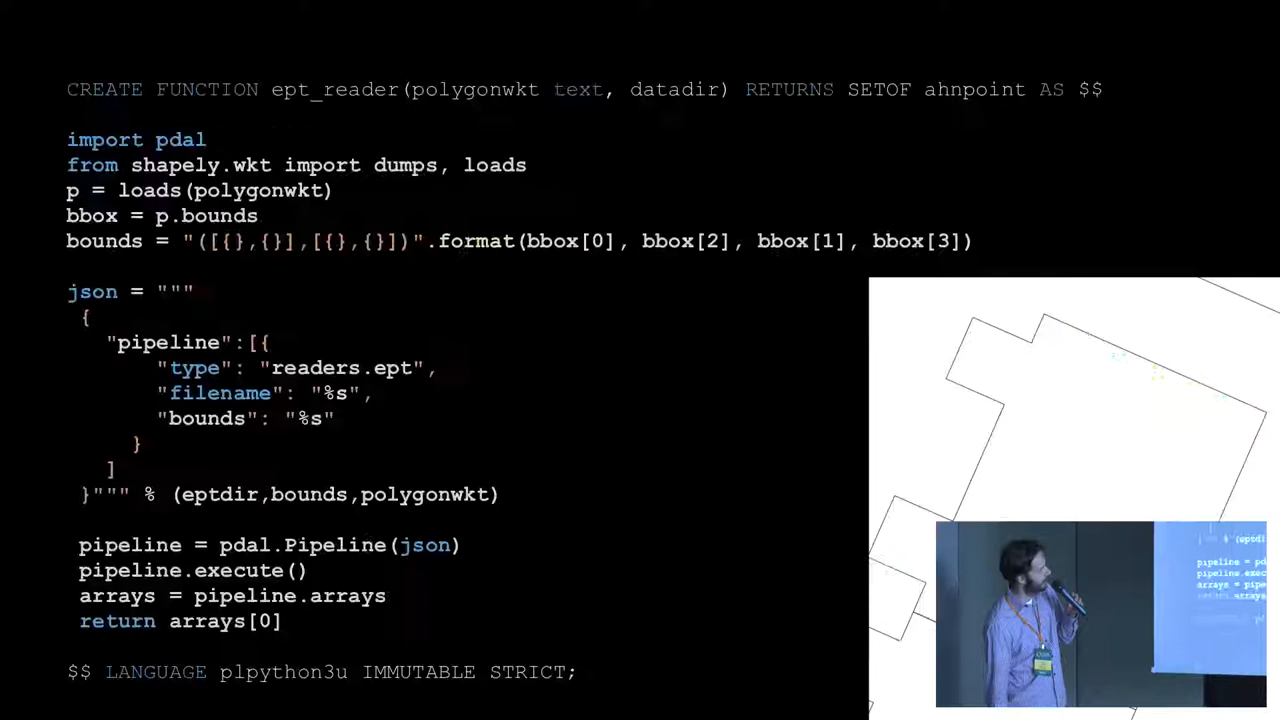 CREATE FUNCTION ept_reader(polygonwkt text, datadir) RETURNS SETOF ahnpoint AS $$
import pdal
from shapely.wkt import dumps, loads
p = loads(polygonwkt)
bbox = p.bounds
bounds = "([{},{}],[{},{}])".format(bbox[0], bbox[2], bbox[1], bbox[3])
json = """
{
"pipeline":[{
"type": "readers.ept",
"filename": "%s",
"bounds": "%s"
}
]
}""" % (eptdir,bounds,polygonwkt)
pipeline = pdal.Pipeline(json)
pipeline.execute()
arrays = pipeline.arrays
return arrays[0]
$$ LANGUAGE plpython3u IMMUTABLE STRICT;